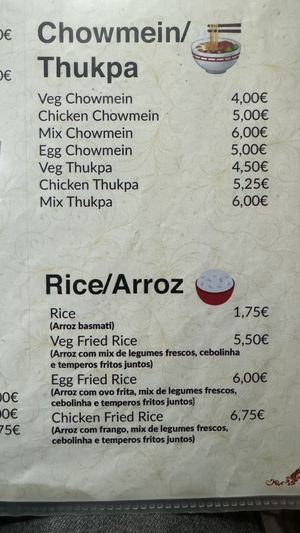 Chowmein/
Thukpa
Veg Chowmein 4,00€
Chicken Chowmein 5,00€
Mix Chowmein 6,00€
Egg Chowmein 5,00€
Veg Thukpa 4,50€
Chicken Thukpa 5,25€
Mix Thukpa 6,00€
Rice/Arroz
Rice 1,75€
(Arroz basmati)
Veg Fried Rice 5,50€
(Arroz com mix de legumes frescos, cebolinha
e temperos fritos juntos)
Egg Fried Rice 6,00€
(Arroz com ovo frita, mix de legumes frescos,
cebolinha e temperos fritos juntos)
Chicken Fried Rice 6,75€
(Arroz com frango, mix de legumes frescos,
cebolinha e temperos fritos juntos)